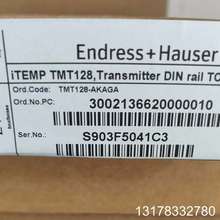 Endress+Hauser
iTEMP TMT128,Transmitter DIN rail TC
Ord.Code: TMT128-AKAGA
Ord.No.PC: 3002136620000010
Ser.No.: S903F5041C3
13178332780